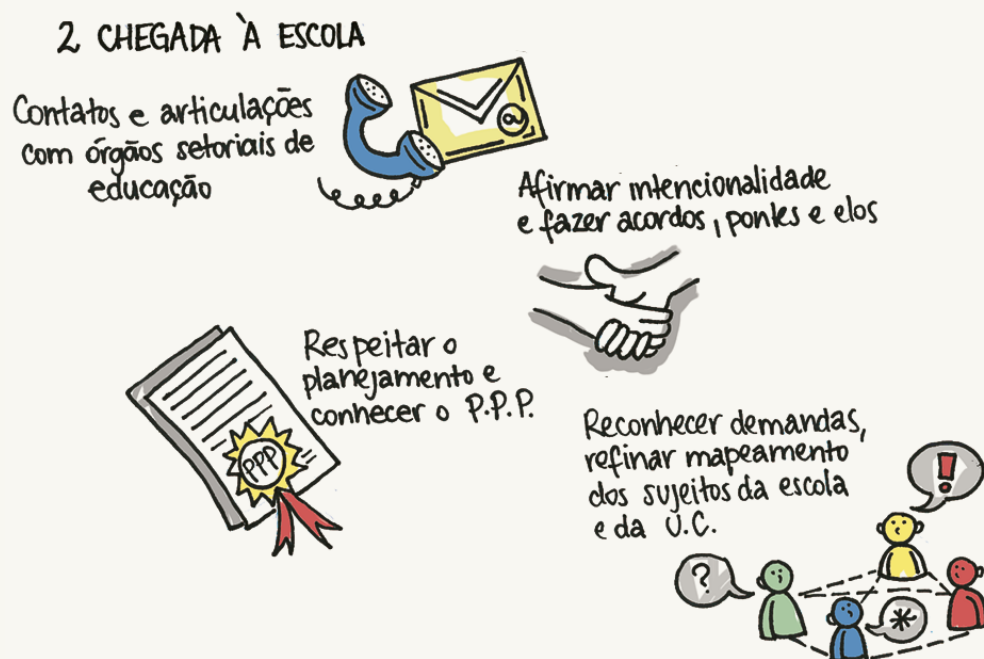 2 CHEGADA À ESCOLA
Contatos e articulações
com órgãos setoriais de
educação
@
Afirmar intencionalidade
e fazer acordos, pontes e elos
Respeitar o
planejamento e
conhecer o P.P.P.
PPP
Reconhecer demandas,
refinar mapeamento
dos sujeitos da escola
e da U.C.
!
?
*